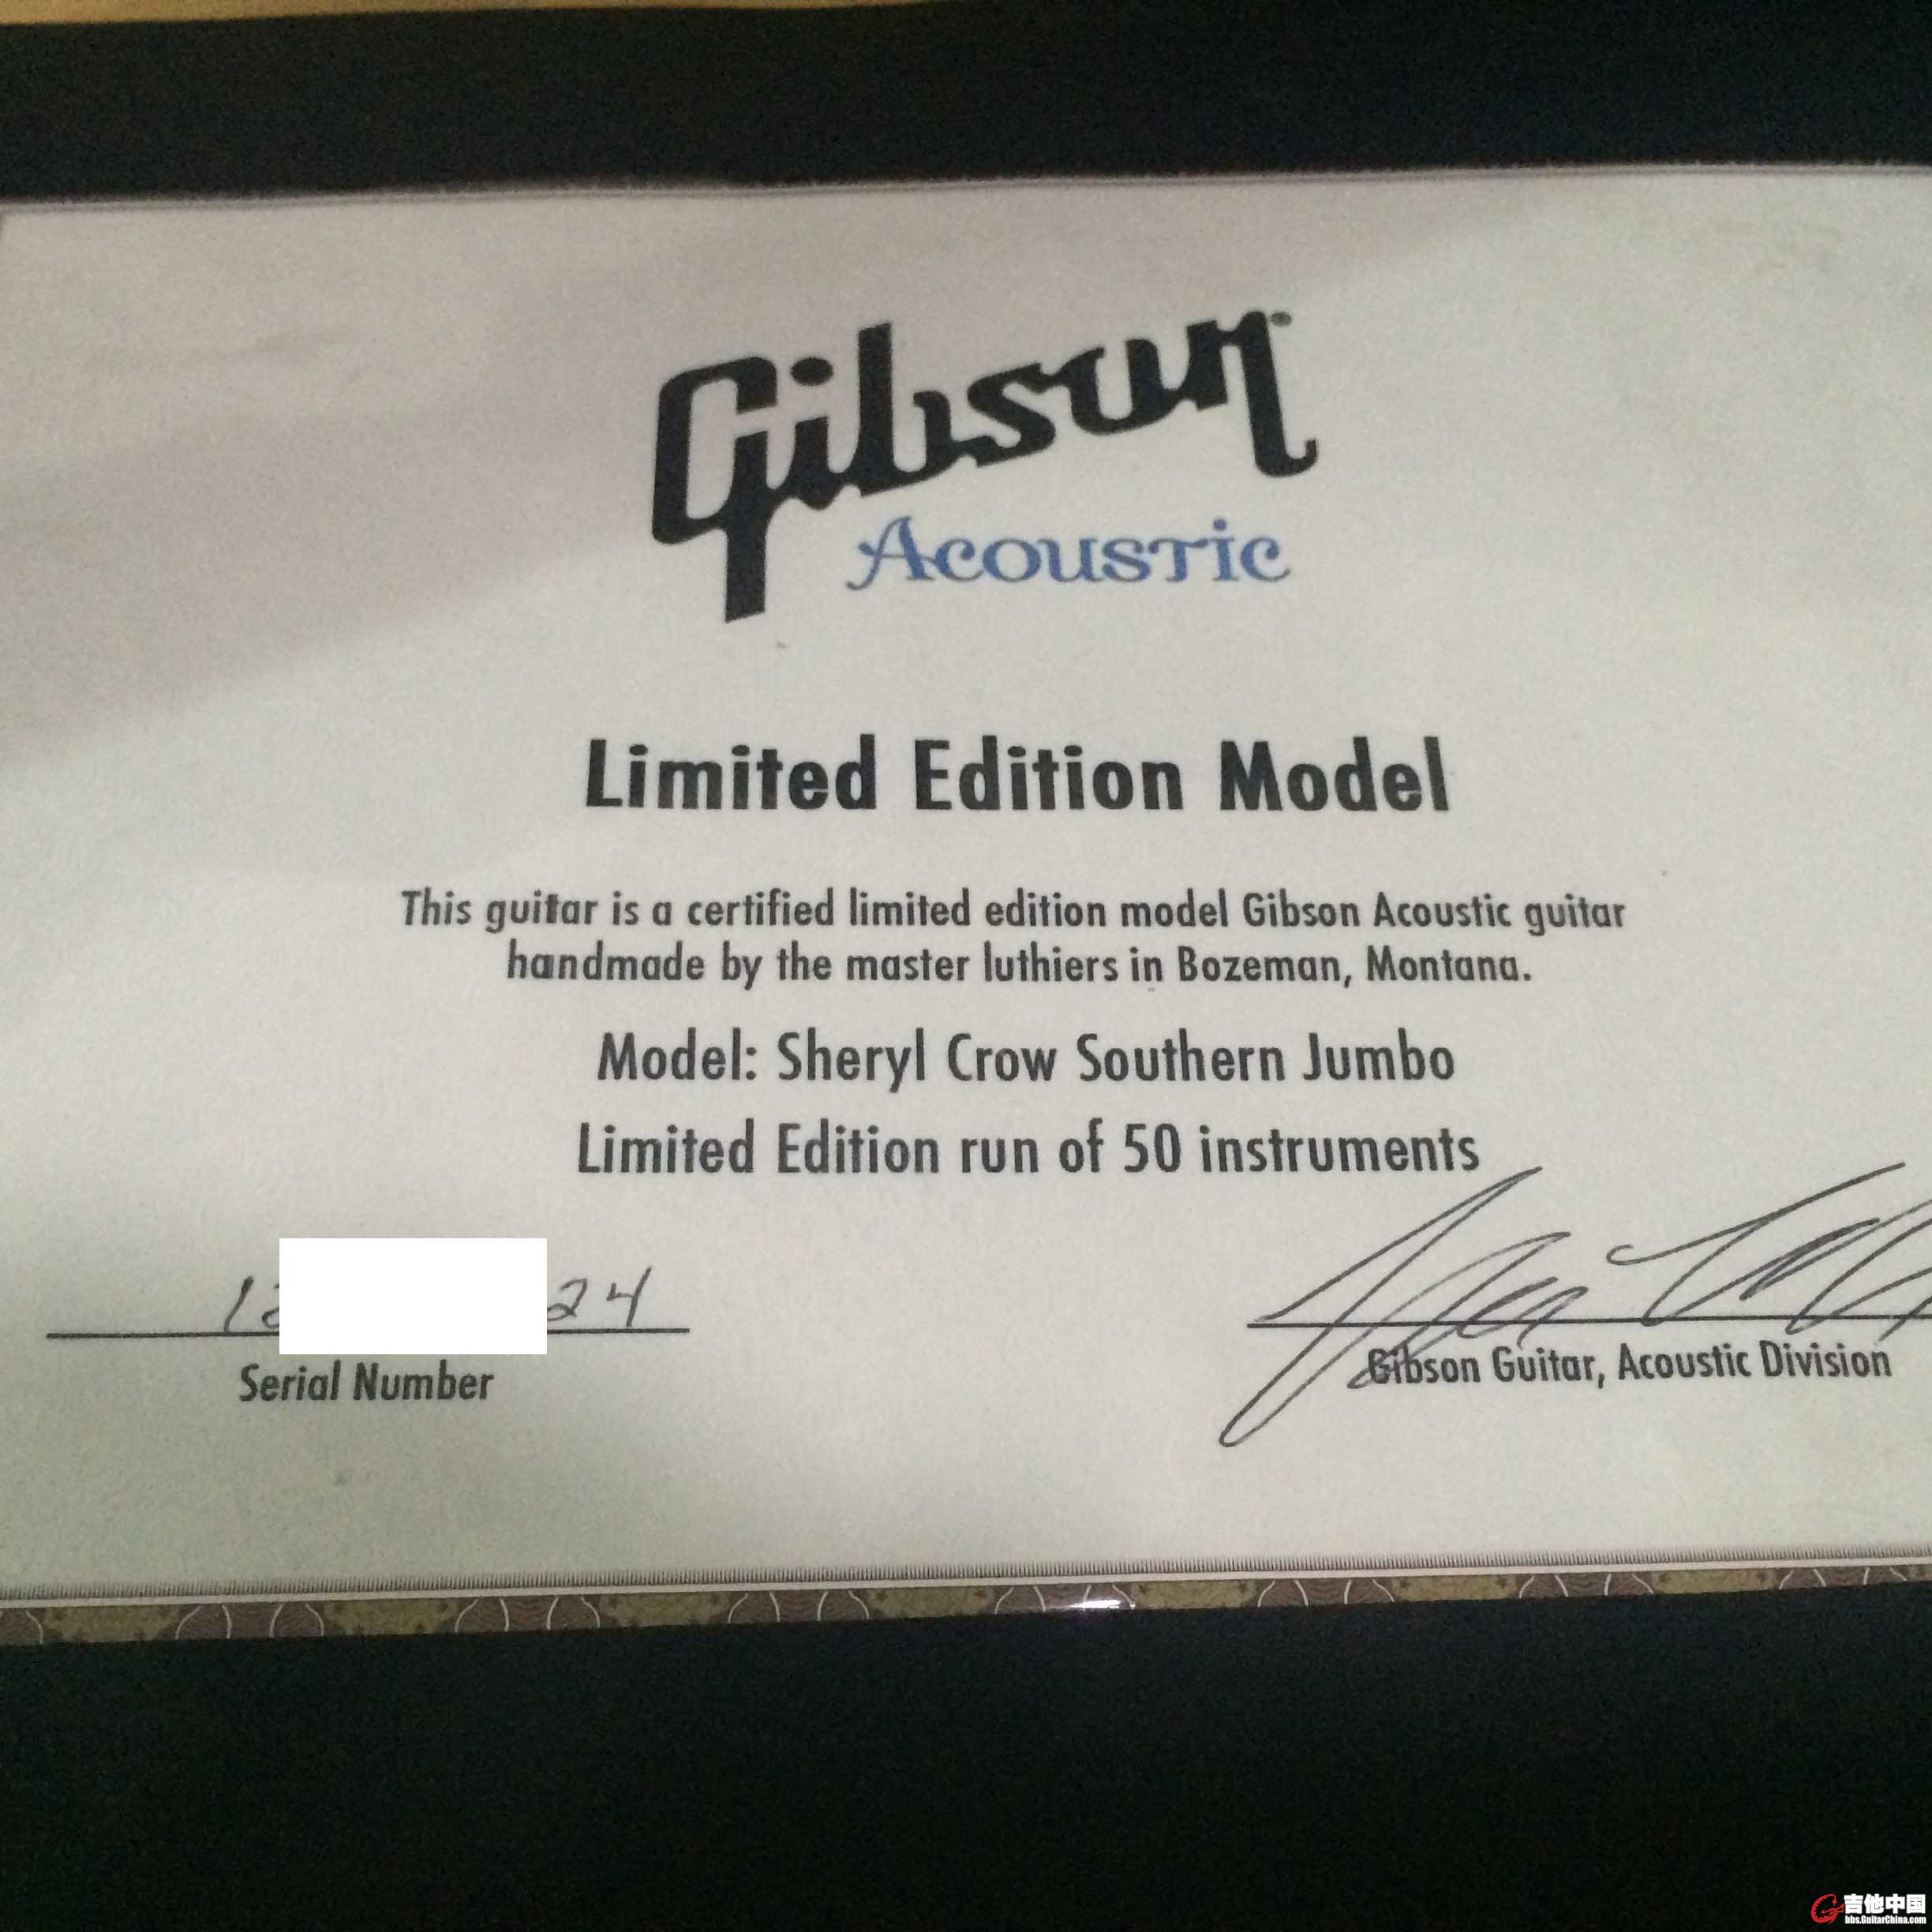 Gibson
Acoustic
Limited Edition Model
This guitar is a certified limited edition model Gibson Acoustic guitar
handmade by the master luthiers in Bozeman, Montana.
Model: Sheryl Crow Southern Jumbo
Limited Edition run of 50 instruments
12 24
Serial Number
Gibson Guitar, Acoustic Division
吉他中国
bbs.GuitarChina.com